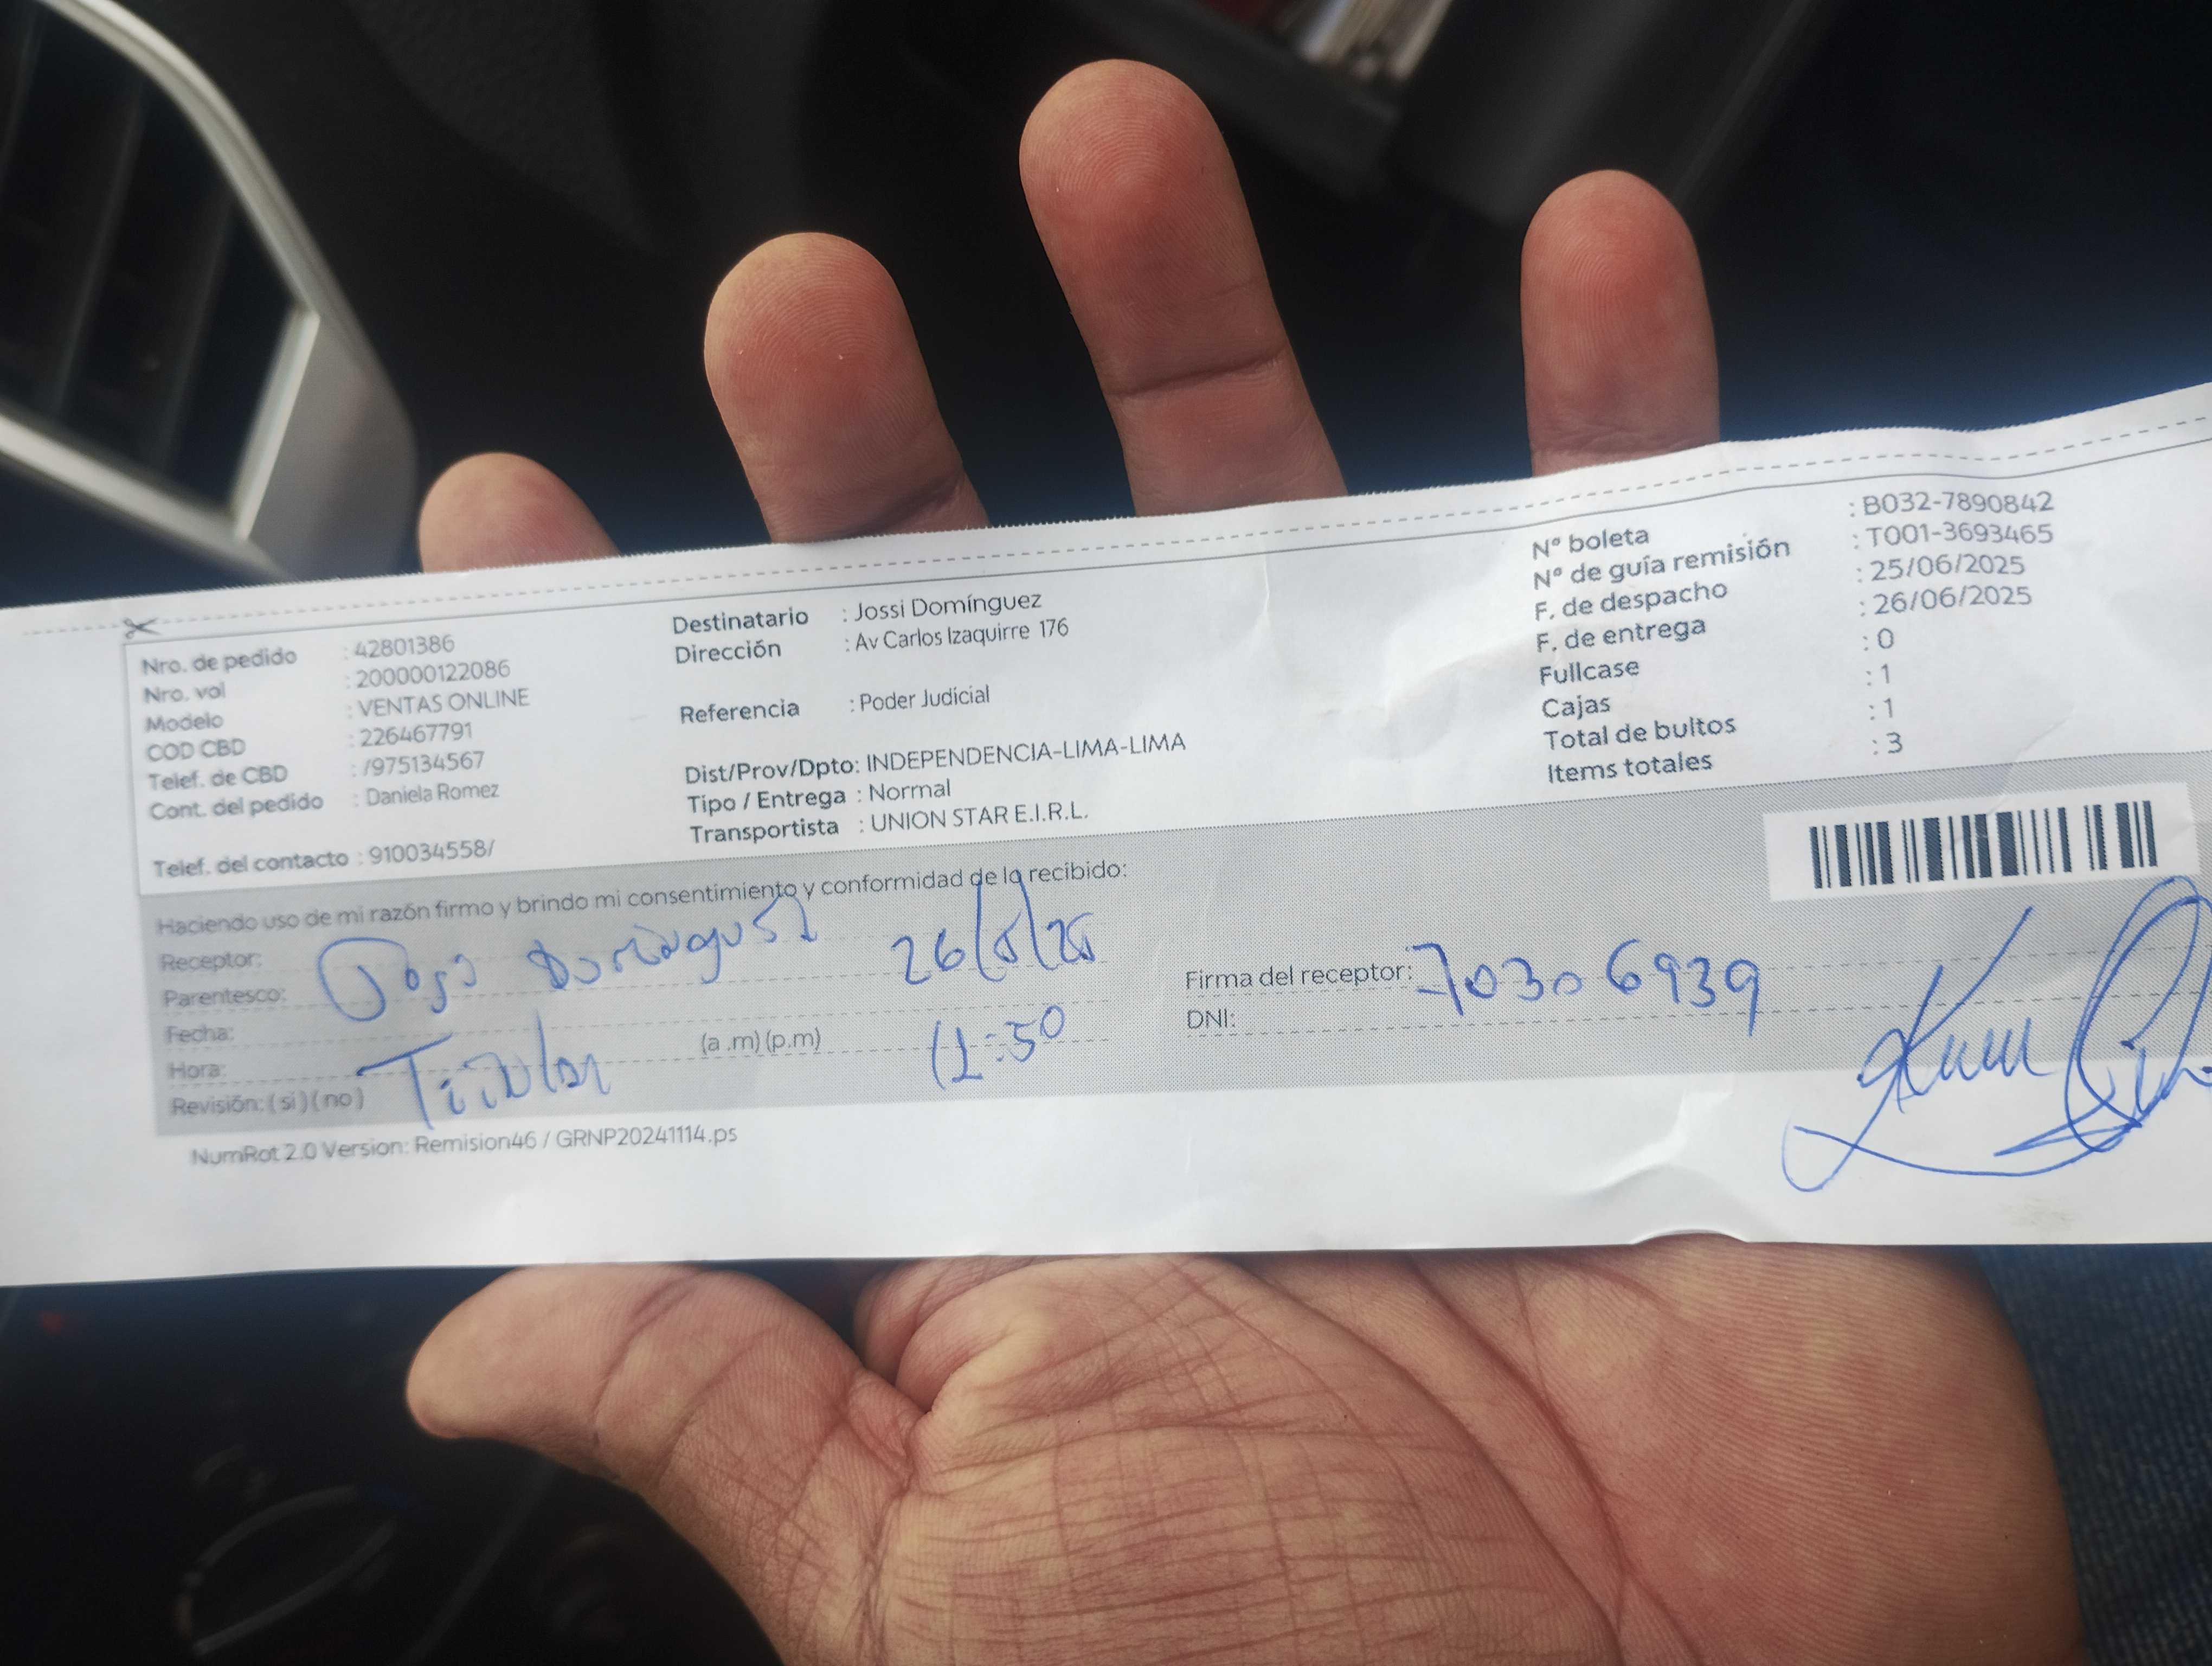 Nro. de pedido : 42801386
Nro. vol : 200000122086
Modelo : VENTAS ONLINE
COD CBD : 226467791
Telef. de CBD : /975134567
Cont. del pedido : Daniela Romez
Telef. del contacto : 910034558/
Destinatario : Jossi Domínguez
Dirección : Av Carlos Izaquirre 176
Referencia : Poder Judicial
Dist/Prov/Dpto: INDEPENDENCIA-LIMA-LIMA
Tipo / Entrega : Normal
Transportista : UNION STAR E.I.R.L.
N° boleta : B032-7890842
N° de guía remisión : T001-3693465
F. de despacho : 25/06/2025
F. de entrega : 26/06/2025
Fullcase : 0
Cajas : 1
Total de bultos : 1
Items totales : 3
Haciendo uso de mi razón firmo y brindo mi consentimiento y conformidad de lo recibido:
Receptor:
Parentesco:
Fecha:
Hora: (a .m) (p.m)
Revisión: ( si ) ( no )
Titular
26/6/25
12:50
Firma del receptor: 70306939
DNI:
NumRot 2.0 Version: Remision46 / GRNP20241114.ps